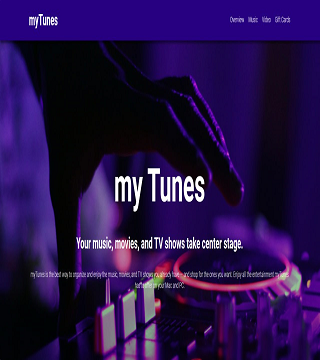 myTunes
Overview Music Video Gift Cards
my Tunes
Your music, movies, and TV shows take center stage.
myTunes is the best way to organize and enjoy the music, movies, and TV shows you already have — and shop for the ones you want. Enjoy all the entertainment myTunes
has to offer on your Mac and PC.